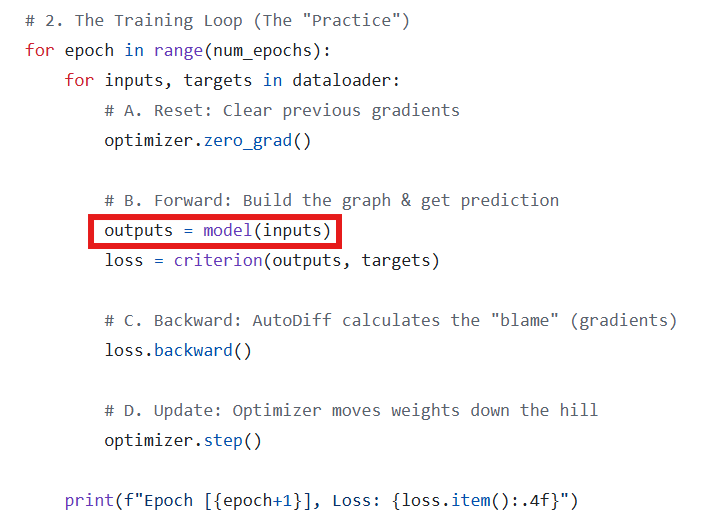 # 2. The Training Loop (The "Practice")
for epoch in range(num_epochs):
    for inputs, targets in dataloader:
        # A. Reset: Clear previous gradients
        optimizer.zero_grad()
        # B. Forward: Build the graph & get prediction
        outputs = model(inputs)
        loss = criterion(outputs, targets)
        # C. Backward: AutoDiff calculates the "blame" (gradients)
        loss.backward()
        # D. Update: Optimizer moves weights down the hill
        optimizer.step()
    print(f"Epoch [{epoch+1}], Loss: {loss.item():.4f}")